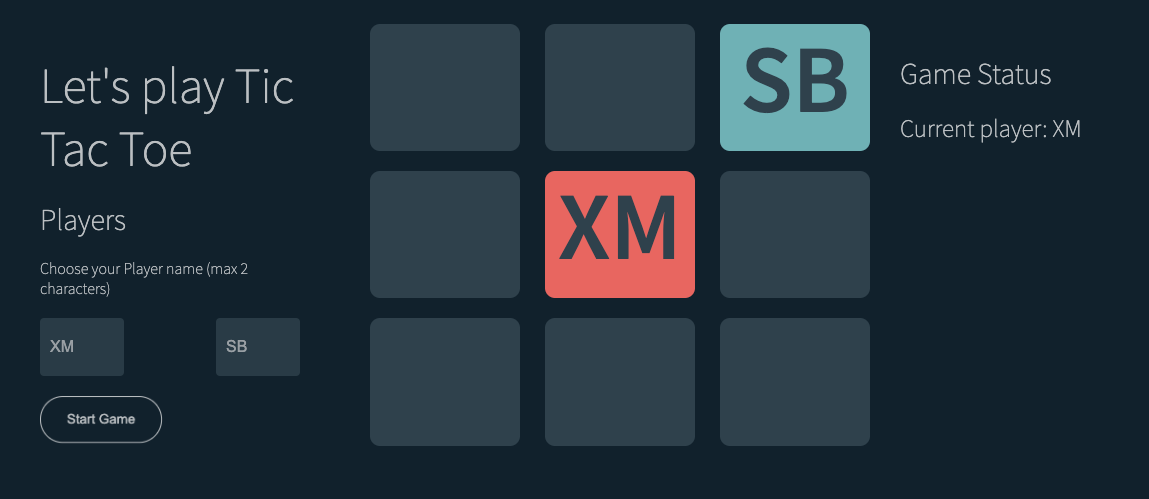 Let's play Tic
Tac Toe
Players
Choose your Player name (max 2
characters)
XM
SB
Start Game
SB
XM
Game Status
Current player: XM